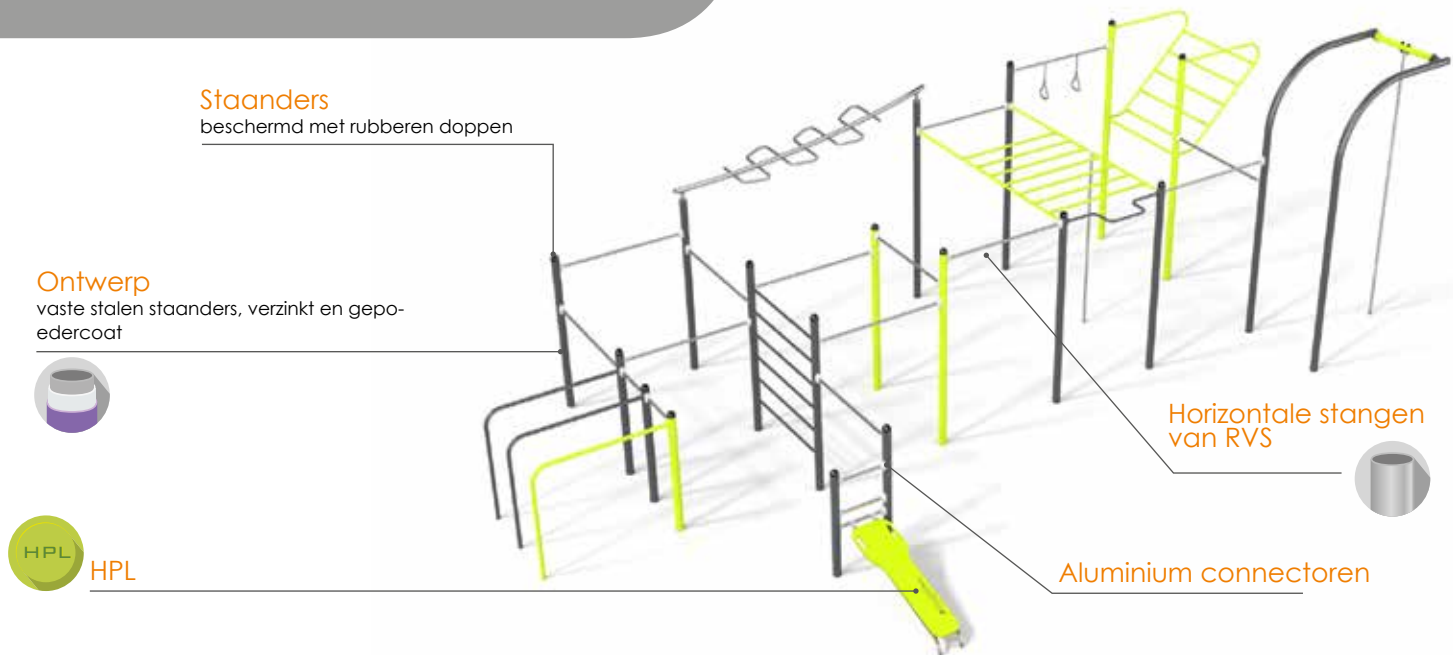 Staanders
beschermd met rubberen doppen
Ontwerp
vaste stalen staanders, verzinkt en gepo-
edercoat
Horizontale stangen
van RVS
HPL
HPL
Aluminium connectoren